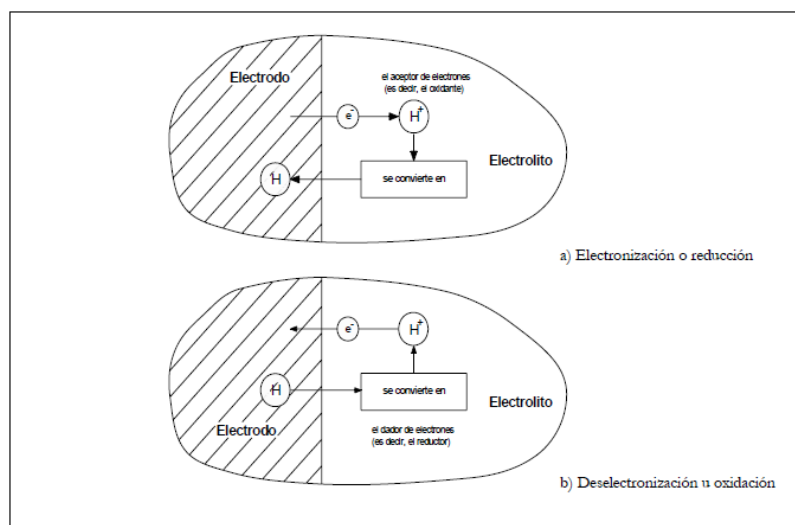 Electrodo
el aceptor de electrones
(es decir, el oxidante)
e-
H+
Electrolito
H
se convierte en
a) Electronización o reducción
e-
H+
H
se convierte en
Electrolito
Electrodo
el dador de electrones
(es decir, el reductor)
b) Deselectronización u oxidación